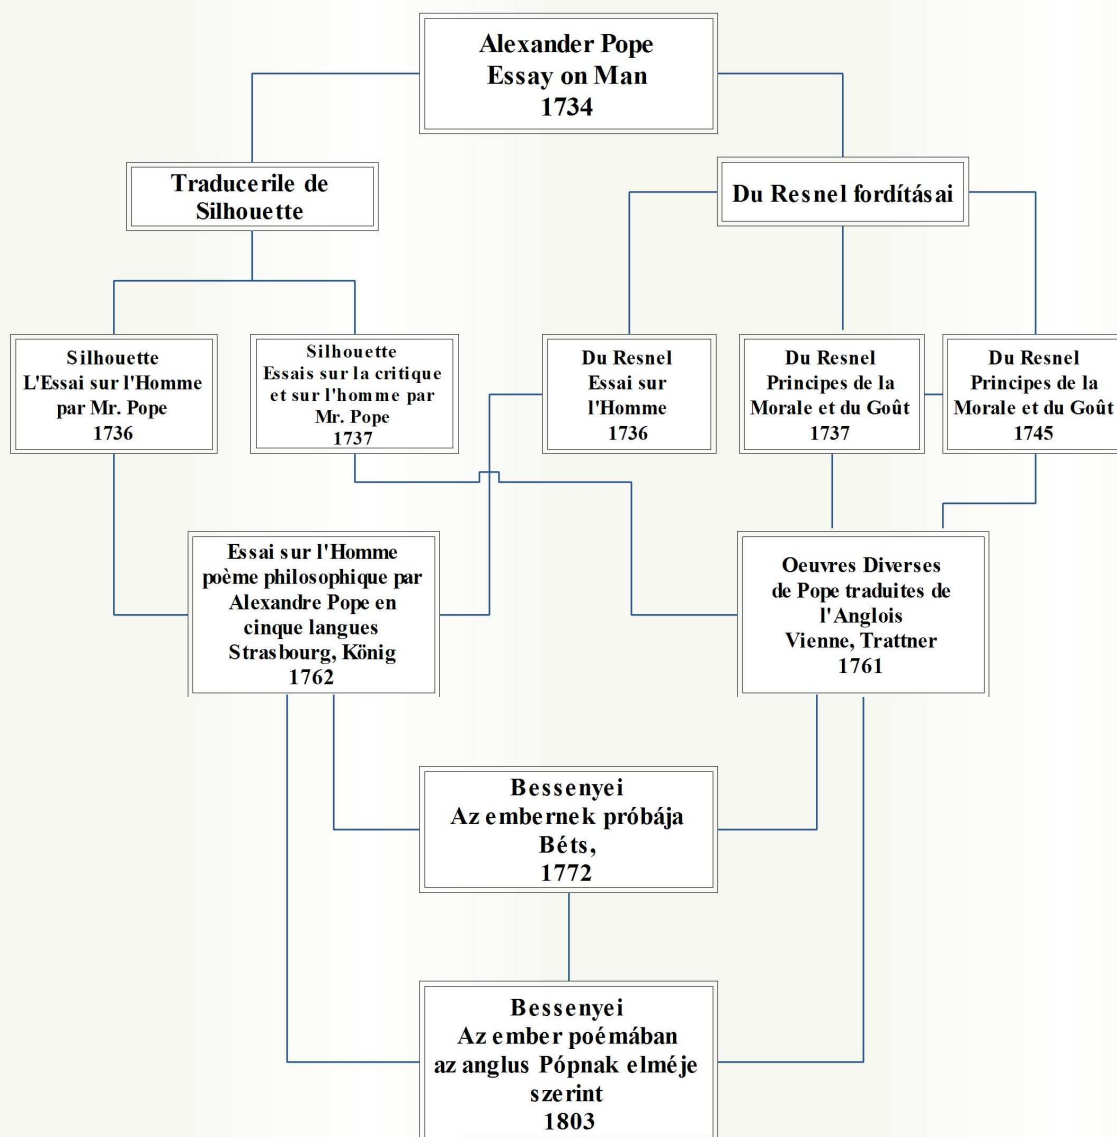 Alexander Pope
Essay on Man
1734
Traducerile de
Silhouette
Du Resnel fordításai
Silhouette
L'Essai sur l'Homme
par Mr. Pope
1736
Silhouette
Essais sur la critique
et sur l'homme par
Mr. Pope
1737
Du Resnel
Essai sur
l'Homme
1736
Du Resnel
Principes de la
Morale et du Goût
1737
Du Resnel
Principes de la
Morale et du Goût
1745
Essai sur l'Homme
poème philosophique par
Alexandre Pope en
cinque langues
Strasbourg, König
1762
Oeuvres Diverses
de Pope traduites de
l'Anglois
Vienne, Trattner
1761
Bessenyei
Az embernek próbája
Béts,
1772
Bessenyei
Az ember poémában
az anglus Pópnak elméje
szerint
1803